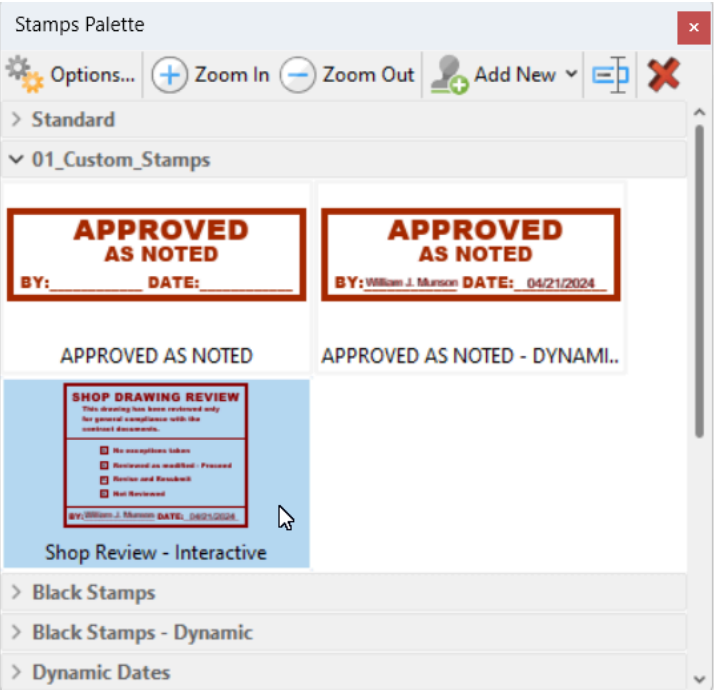 Stamps Palette
Options... Zoom In Zoom Out Add New
Standard
01_Custom_Stamps
APPROVED
AS NOTED
BY:____________ DATE:____________
APPROVED AS NOTED
APPROVED
AS NOTED
BY: William J. Munson DATE: 04/21/2024
APPROVED AS NOTED - DYNAMI..
SHOP DRAWING REVIEW
This drawing has been reviewed only
for general compliance with the
contract documents.
No exceptions taken
Reviewed as modified - Proceed
Revise and Resubmit
Not Reviewed
BY: William J. Munson DATE: 04/21/2024
Shop Review - Interactive
Black Stamps
Black Stamps - Dynamic
Dynamic Dates